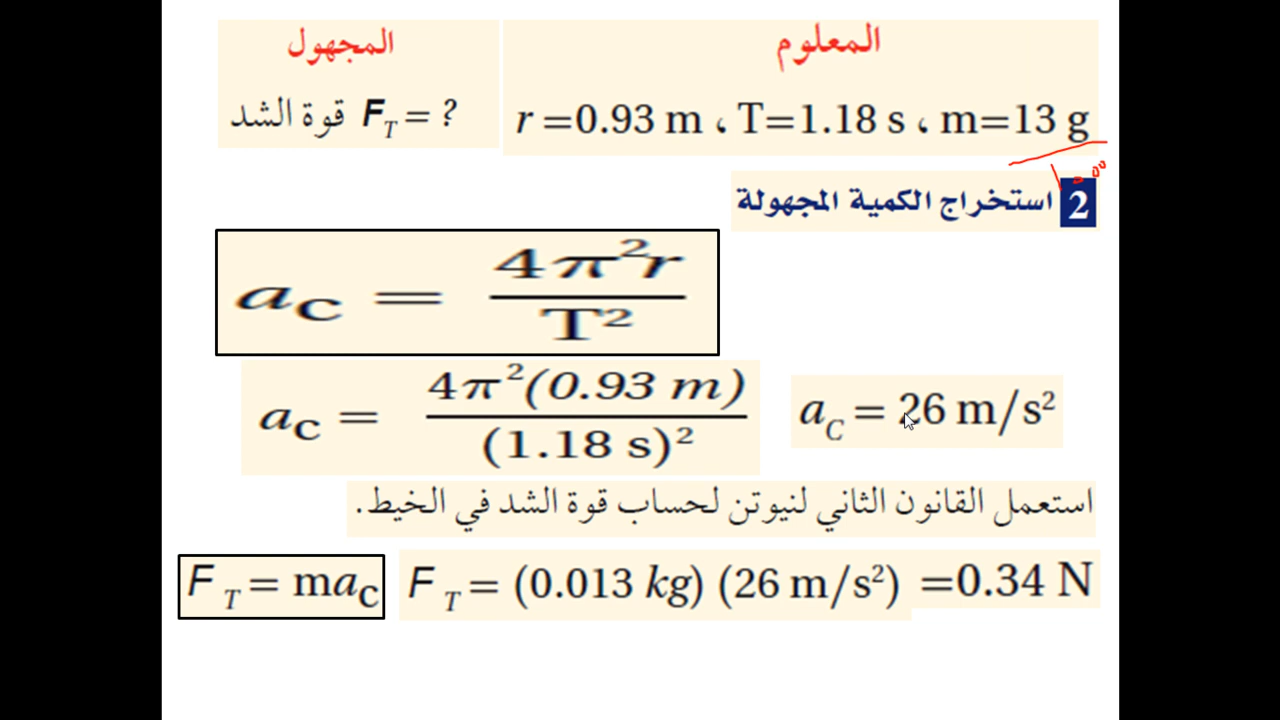 المعلوم
المجهول
r =0.93 m ، T=1.18 s ، m=13 g
قوة الشد F_T = ?
2 استخراج الكمية المجهولة
a_C = 4π²r / T²
a_C = 4π²(0.93 m) / (1.18 s)²
a_C = 26 m/s²
استعمل القانون الثاني لنيوتن لحساب قوة الشد في الخيط.
F_T = ma_C
F_T = (0.013 kg) (26 m/s²) =0.34 N